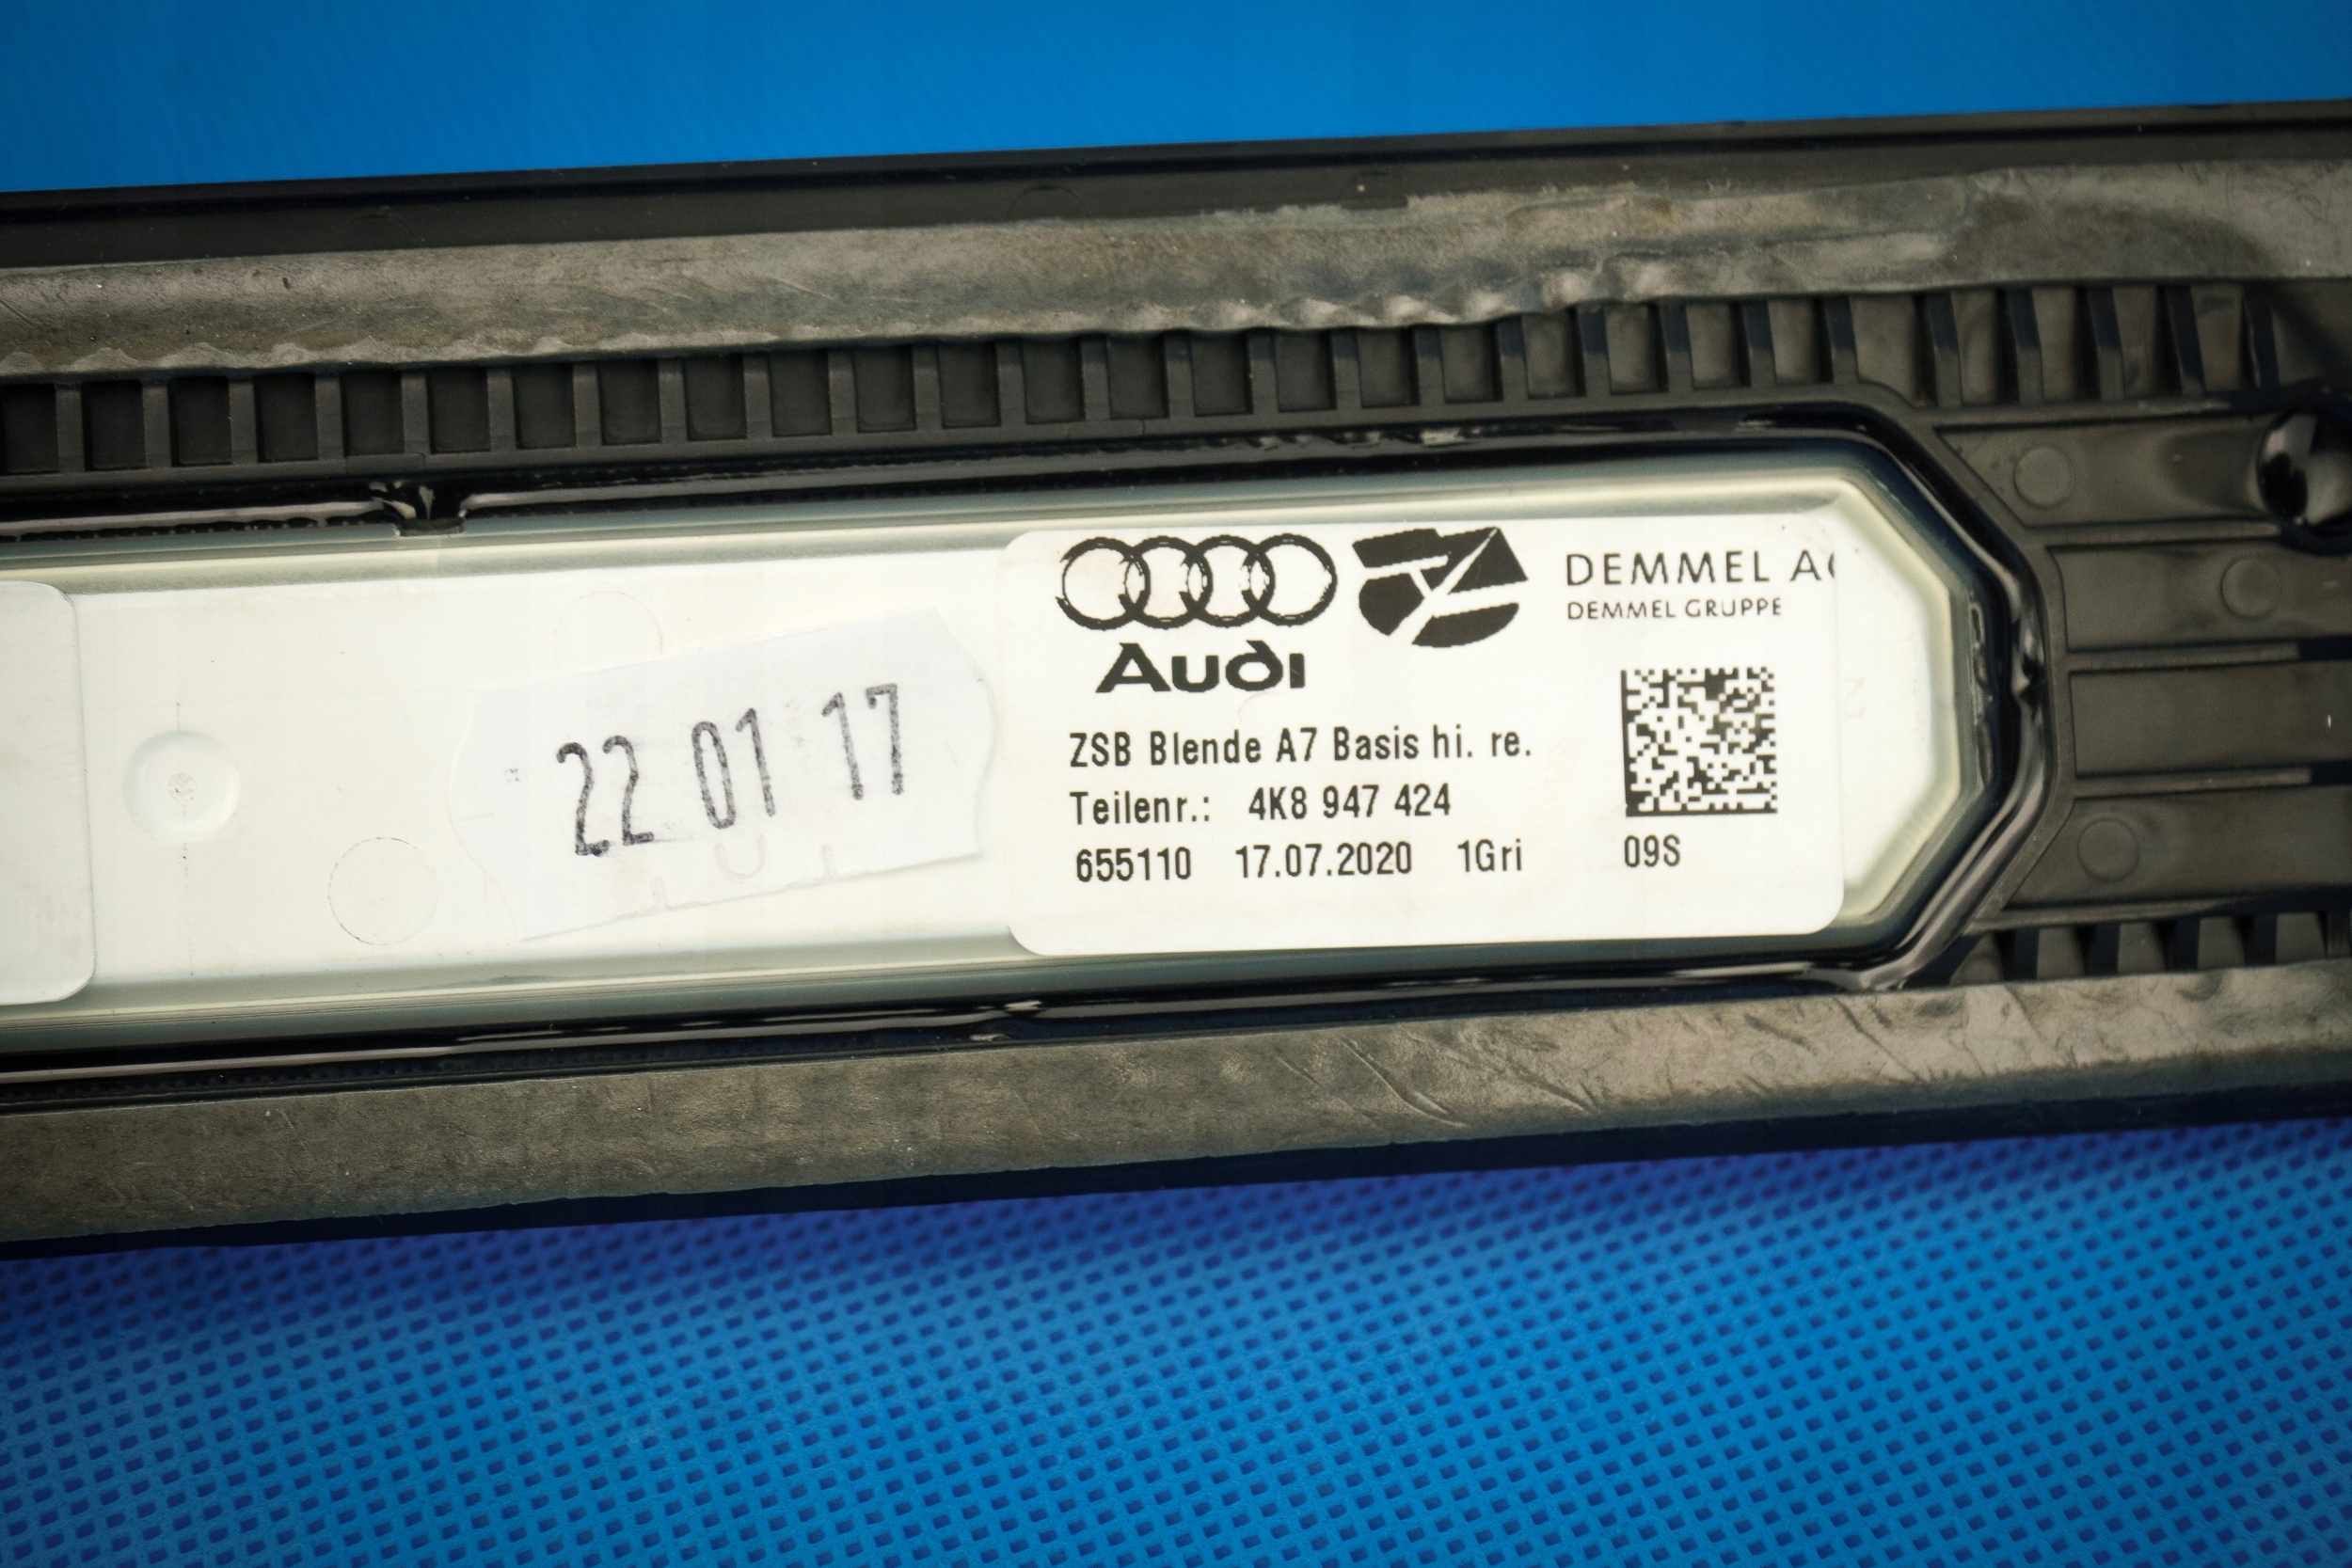 22 01 17
Audi
DEMMEL AG
DEMMEL GRUPPE
ZSB Blende A7 Basis hi. re.
Teilenr.: 4K8 947 424
655110 17.07.2020 1Gri
09S